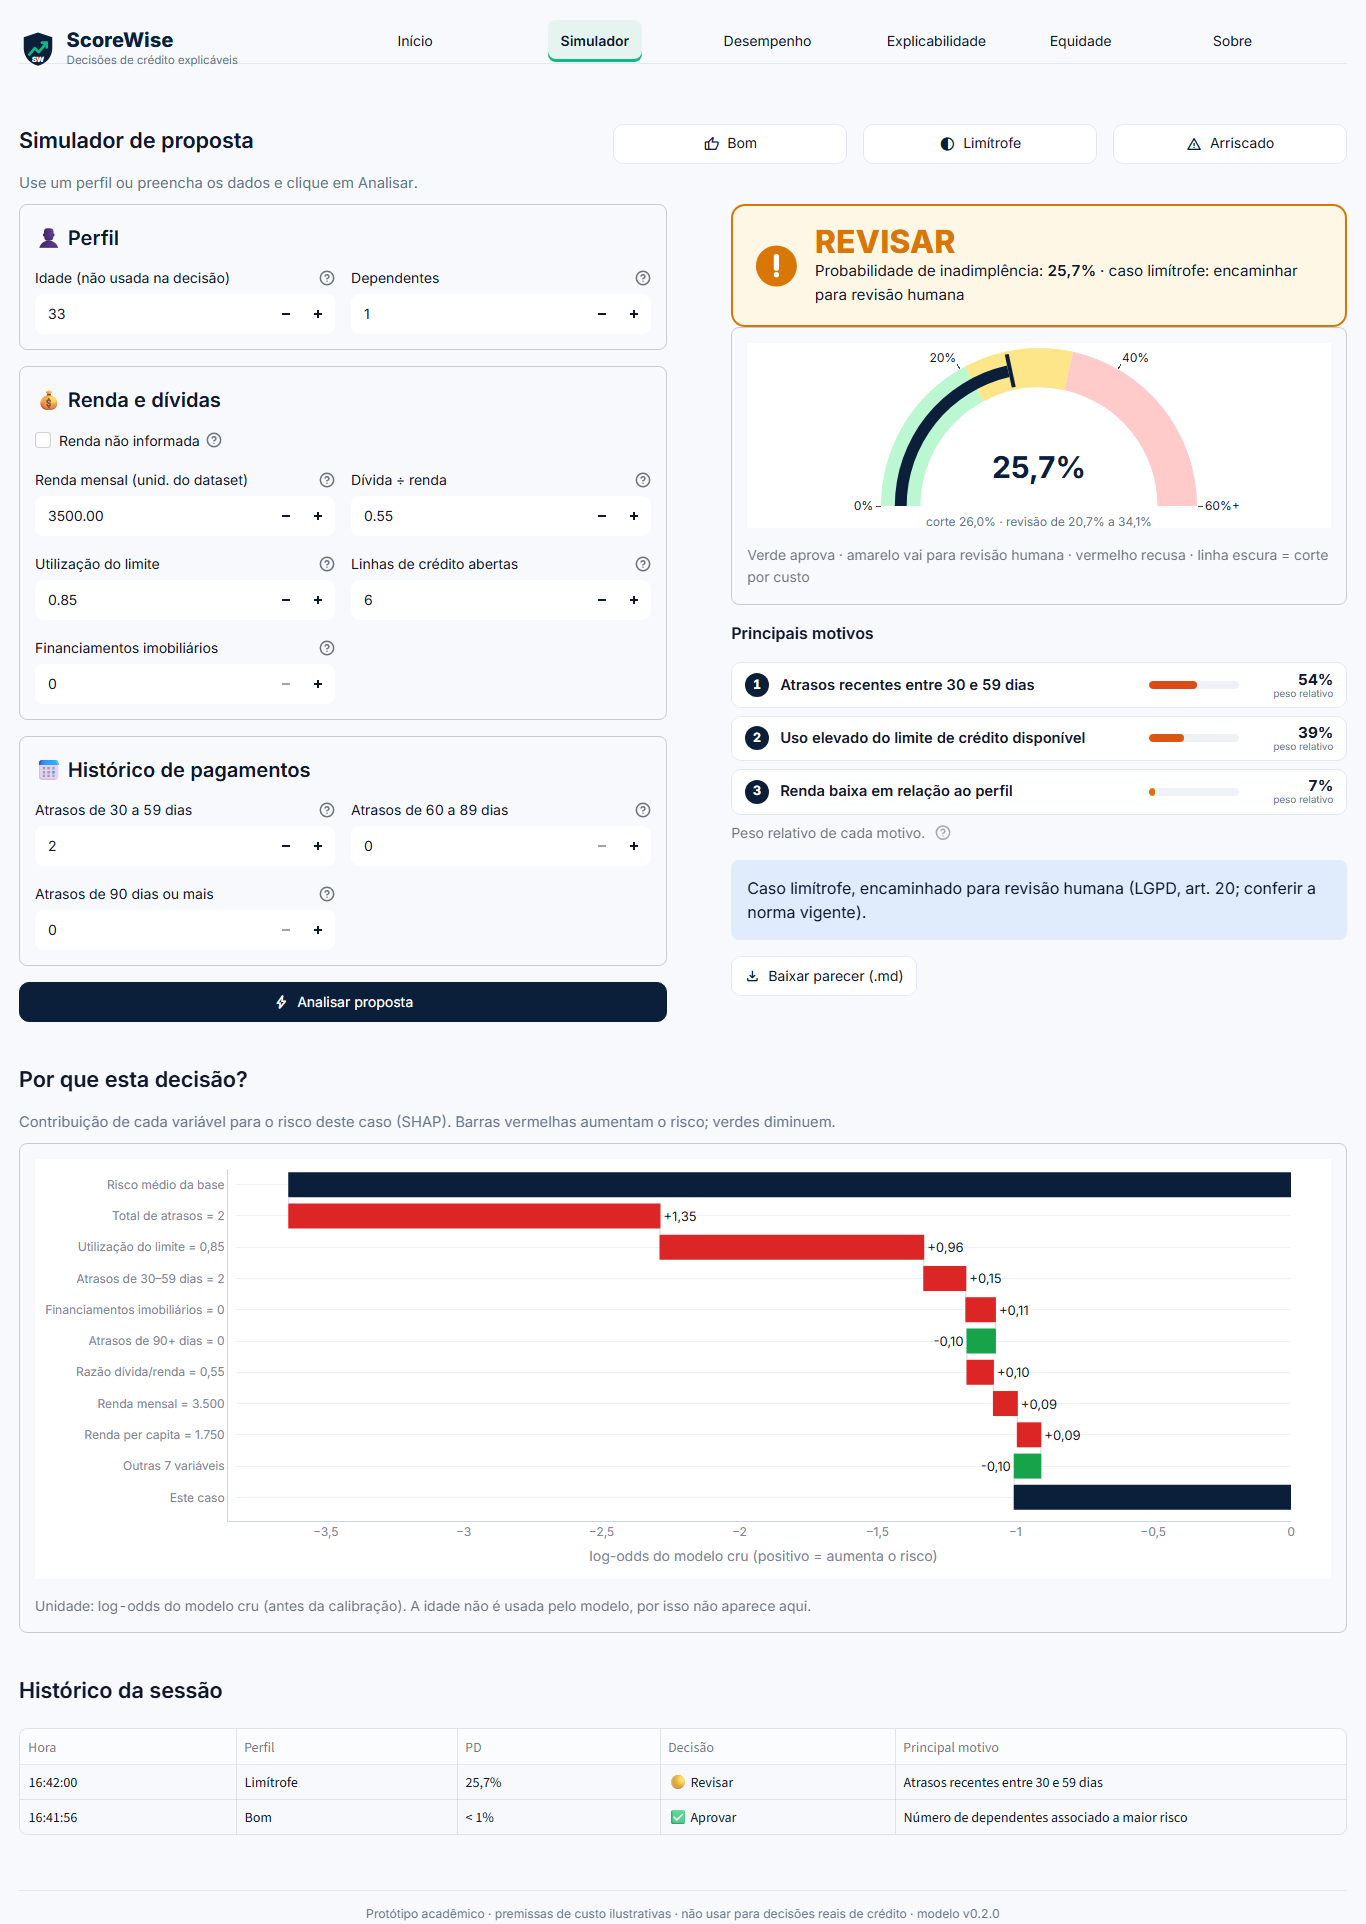 ScoreWise
Decisões de crédito explicáveis
SW
Início
Simulador
Desempenho
Explicabilidade
Equidade
Sobre
Simulador de proposta
Bom
Limítrofe
Arriscado
Use um perfil ou preencha os dados e clique em Analisar.
Perfil
Idade (não usada na decisão)
Dependentes
33
1
Renda e dívidas
Renda não informada
Renda mensal (unid. do dataset)
Dívida ÷ renda
3500.00
0.55
Utilização do limite
Linhas de crédito abertas
0.85
6
Financiamentos imobiliários
0
Histórico de pagamentos
Atrasos de 30 a 59 dias
Atrasos de 60 a 89 dias
2
0
Atrasos de 90 dias ou mais
0
Analisar proposta
REVISAR
Probabilidade de inadimplência: 25,7% · caso limítrofe: encaminhar
para revisão humana
20%
40%
25,7%
0%
60%+
corte 26,0% · revisão de 20,7% a 34,1%
Verde aprova · amarelo vai para revisão humana · vermelho recusa · linha escura = corte
por custo
Principais motivos
1 Atrasos recentes entre 30 e 59 dias 54%
peso relativo
2 Uso elevado do limite de crédito disponível 39%
peso relativo
3 Renda baixa em relação ao perfil 7%
peso relativo
Peso relativo de cada motivo.
Caso limítrofe, encaminhado para revisão humana (LGPD, art. 20; conferir a
norma vigente).
Baixar parecer (.md)
Por que esta decisão?
Contribuição de cada variável para o risco deste caso (SHAP). Barras vermelhas aumentam o risco; verdes diminuem.
Risco médio da base
Total de atrasos = 2 +1,35
Utilização do limite = 0,85 +0,96
Atrasos de 30–59 dias = 2 +0,15
Financiamentos imobiliários = 0 +0,11
Atrasos de 90+ dias = 0 -0,10
Razão dívida/renda = 0,55 +0,10
Renda mensal = 3.500 +0,09
Renda per capita = 1.750 +0,09
Outras 7 variáveis -0,10
Este caso
−3,5 −3 −2,5 −2 −1,5 −1 −0,5 0
log-odds do modelo cru (positivo = aumenta o risco)
Unidade: log-odds do modelo cru (antes da calibração). A idade não é usada pelo modelo, por isso não aparece aqui.
Histórico da sessão
Hora Perfil PD Decisão Principal motivo
16:42:00 Limítrofe 25,7% Revisar Atrasos recentes entre 30 e 59 dias
16:41:56 Bom < 1% Aprovar Número de dependentes associado a maior risco
Protótipo acadêmico · premissas de custo ilustrativas · não usar para decisões reais de crédito · modelo v0.2.0